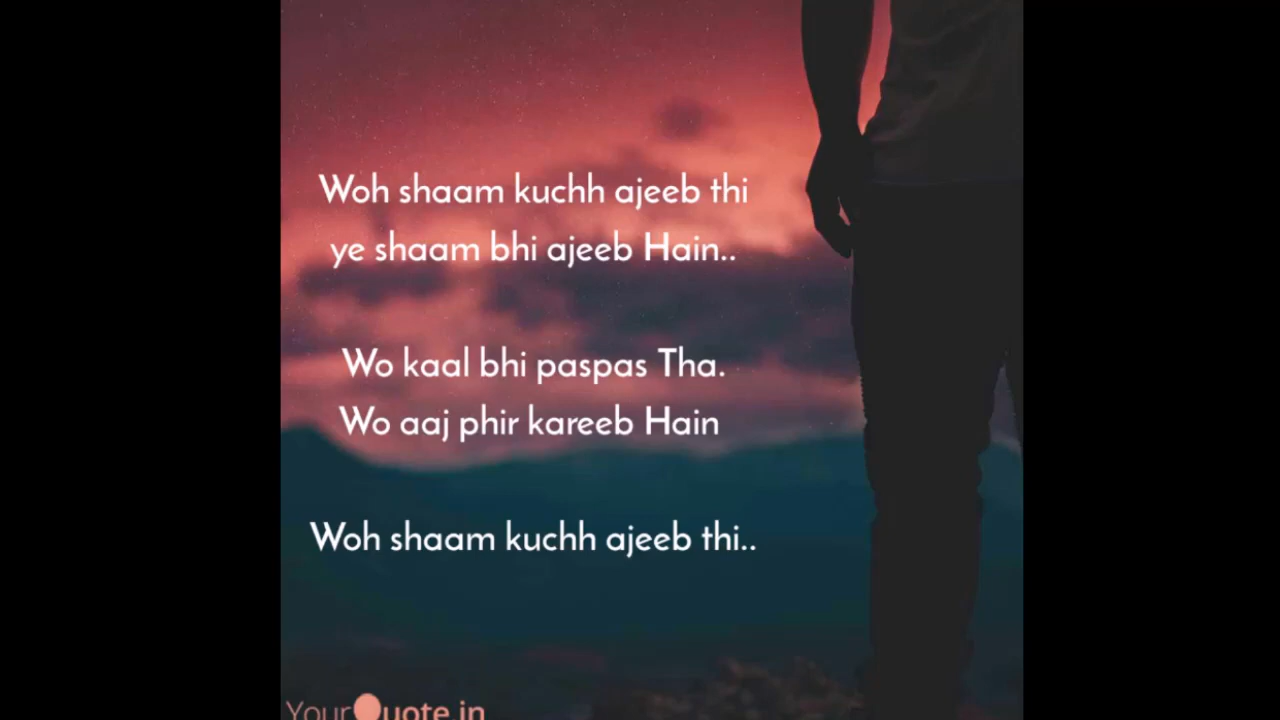 Woh shaam kuchh ajeeb thi
ye shaam bhi ajeeb Hain..
Wo kaal bhi paspas Tha.
Wo aaj phir kareeb Hain
Woh shaam kuchh ajeeb thi..
YourQuote.in